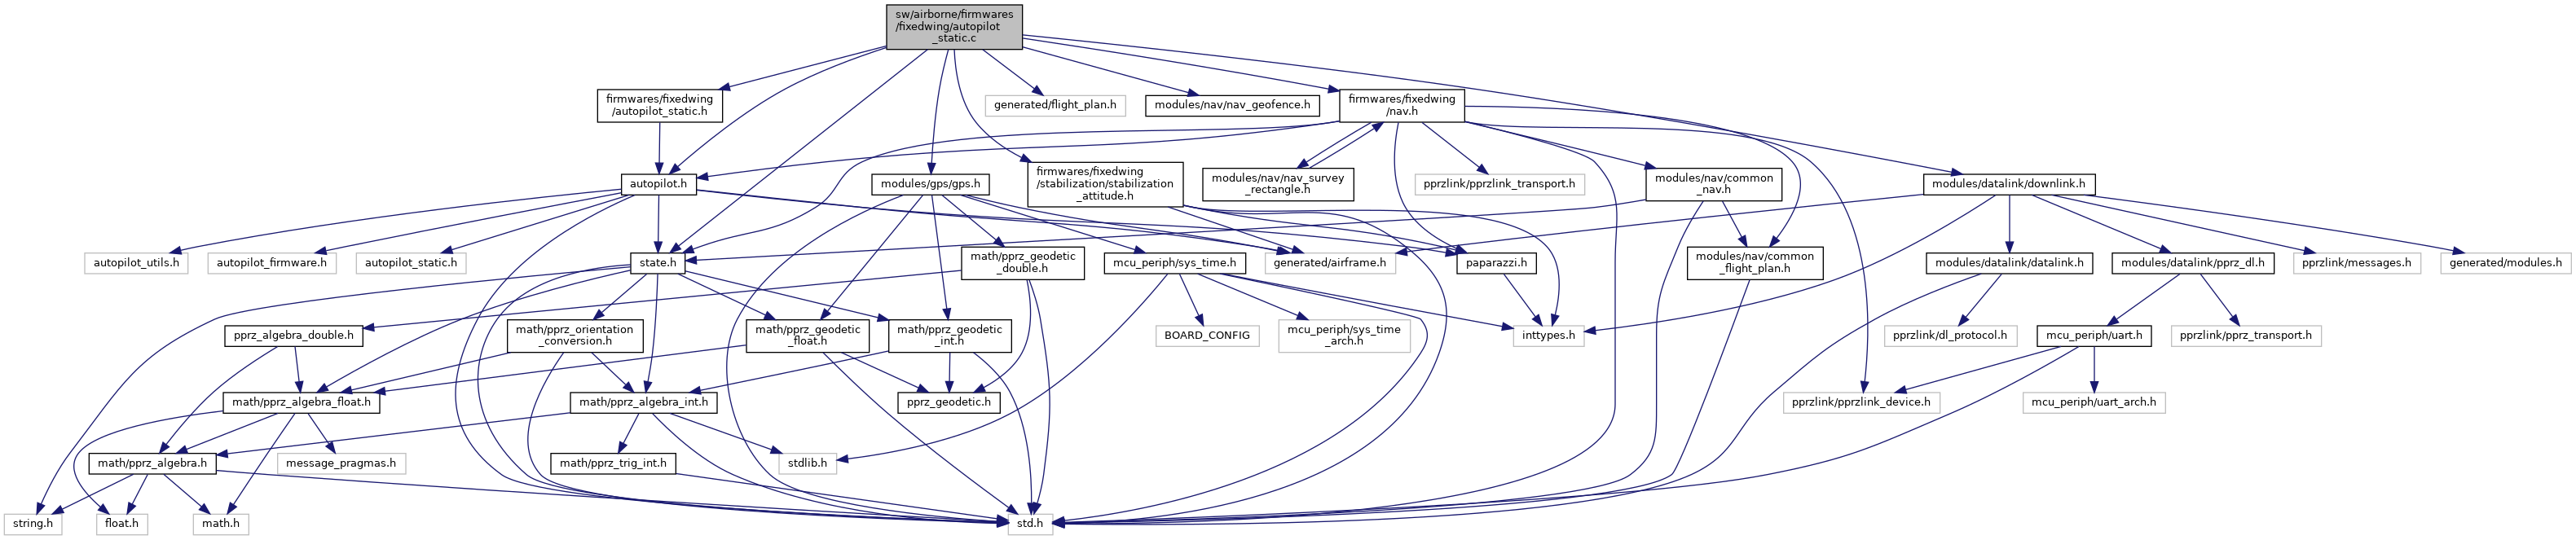 sw/airborne/firmwares
/fixedwing/autopilot
_static.c
firmwares/fixedwing
/autopilot_static.h
generated/flight_plan.h
modules/nav/nav_geofence.h
firmwares/fixedwing
/nav.h
autopilot.h
modules/gps/gps.h
firmwares/fixedwing
/stabilization/stabilization
_attitude.h
modules/nav/nav_survey
_rectangle.h
pprzlink/pprzlink_transport.h
modules/nav/common
_nav.h
modules/datalink/downlink.h
autopilot_utils.h
autopilot_firmware.h
autopilot_static.h
state.h
math/pprz_geodetic
_double.h
mcu_periph/sys_time.h
generated/airframe.h
paparazzi.h
modules/nav/common
_flight_plan.h
modules/datalink/datalink.h
modules/datalink/pprz_dl.h
pprzlink/messages.h
generated/modules.h
pprz_algebra_double.h
math/pprz_orientation
_conversion.h
math/pprz_geodetic
_float.h
math/pprz_geodetic
_int.h
BOARD_CONFIG
mcu_periph/sys_time
_arch.h
inttypes.h
pprzlink/dl_protocol.h
mcu_periph/uart.h
pprzlink/pprz_transport.h
math/pprz_algebra_float.h
math/pprz_algebra_int.h
pprz_geodetic.h
pprzlink/pprzlink_device.h
mcu_periph/uart_arch.h
math/pprz_algebra.h
message_pragmas.h
math/pprz_trig_int.h
stdlib.h
string.h
float.h
math.h
std.h